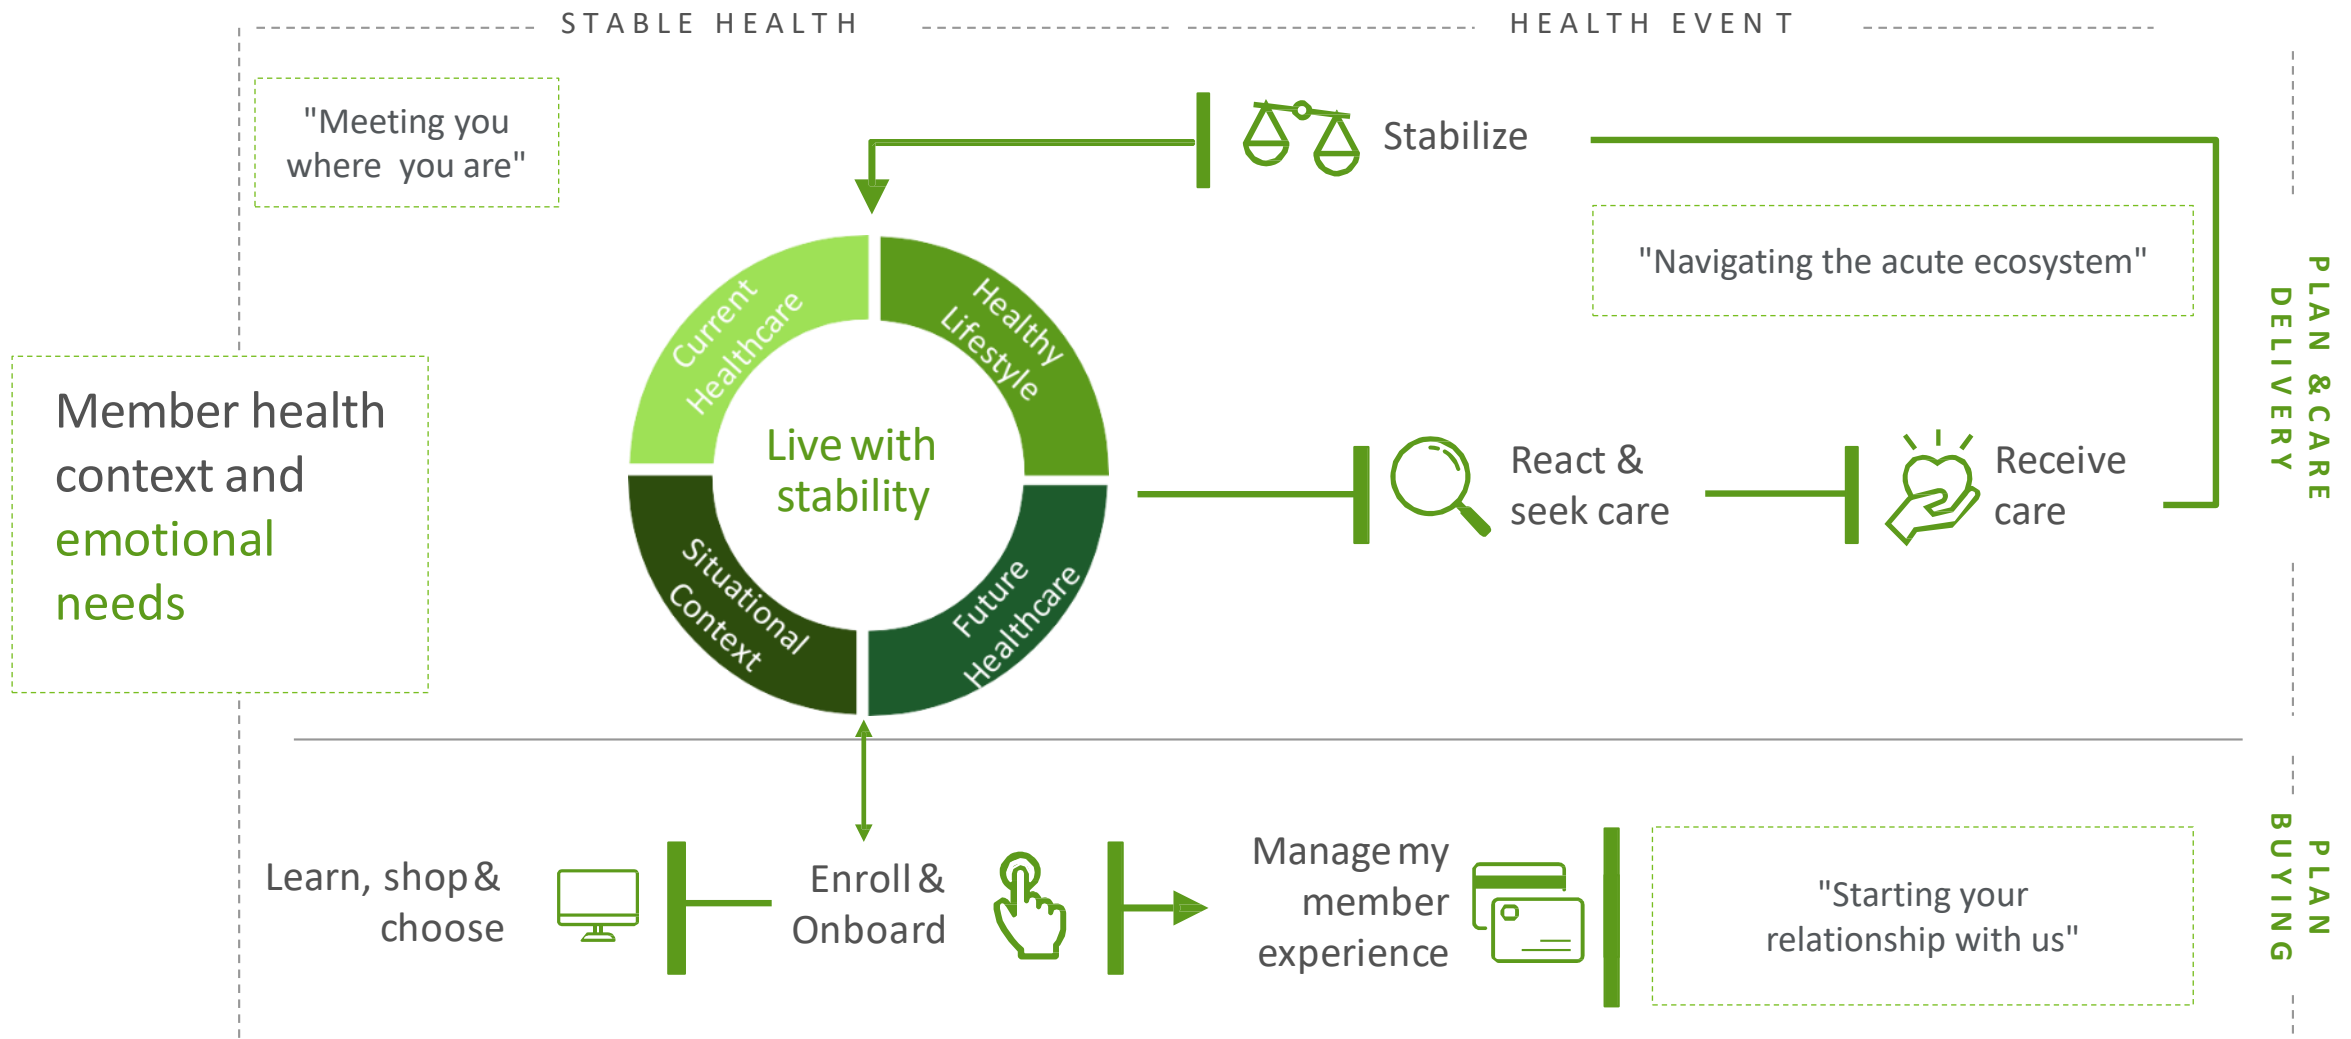 STABLE HEALTH
HEALTH EVENT
"Meeting you
where you are"
Stabilize
"Navigating the acute ecosystem"
PLAN &CARE
DELIVERY
Current
Healthcare
Healthy
Lifestyle
Member health
context and
emotional
needs
Live with
stability
React &
seek care
Receive
care
Situational
Context
Future
Healthcare
Learn, shop &
choose
Enroll &
Onboard
Manage my
member
experience
"Starting your
relationship with us"
PLAN
BUYING